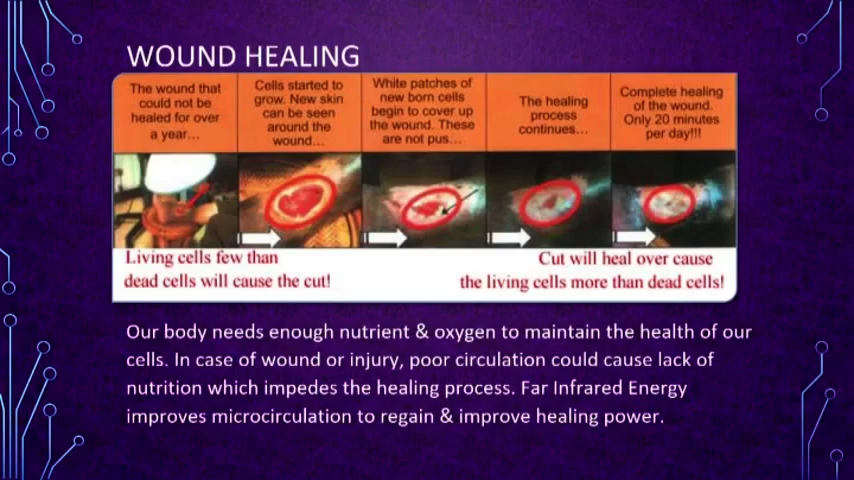 WOUND HEALING
The wound that
could not be
healed for over
a year...
Cells started to
grow. New skin
can be seen
around the
wound...
White patches of
new born cells
begin to cover up
the wound. These
are not pus...
The healing
process
continues...
Complete healing
of the wound.
Only 20 minutes
per day!!!
Living cells few than
dead cells will cause the cut!
Cut will heal over cause
the living cells more than dead cells!
Our body needs enough nutrient & oxygen to maintain the health of our
cells. In case of wound or injury, poor circulation could cause lack of
nutrition which impedes the healing process. Far Infrared Energy
improves microcirculation to regain & improve healing power.